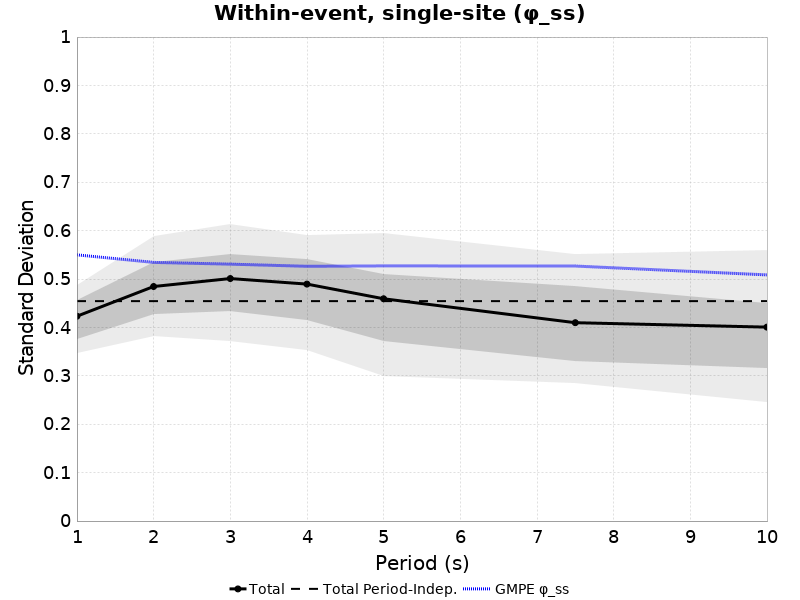 Within-event, single-site (φ_ss)
Standard Deviation
1
0.9
0.8
0.7
0.6
0.5
0.4
0.3
0.2
0.1
0
1 2 3 4 5 6 7 8 9 10
Period (s)
Total Total Period-Indep. GMPE φ_ss